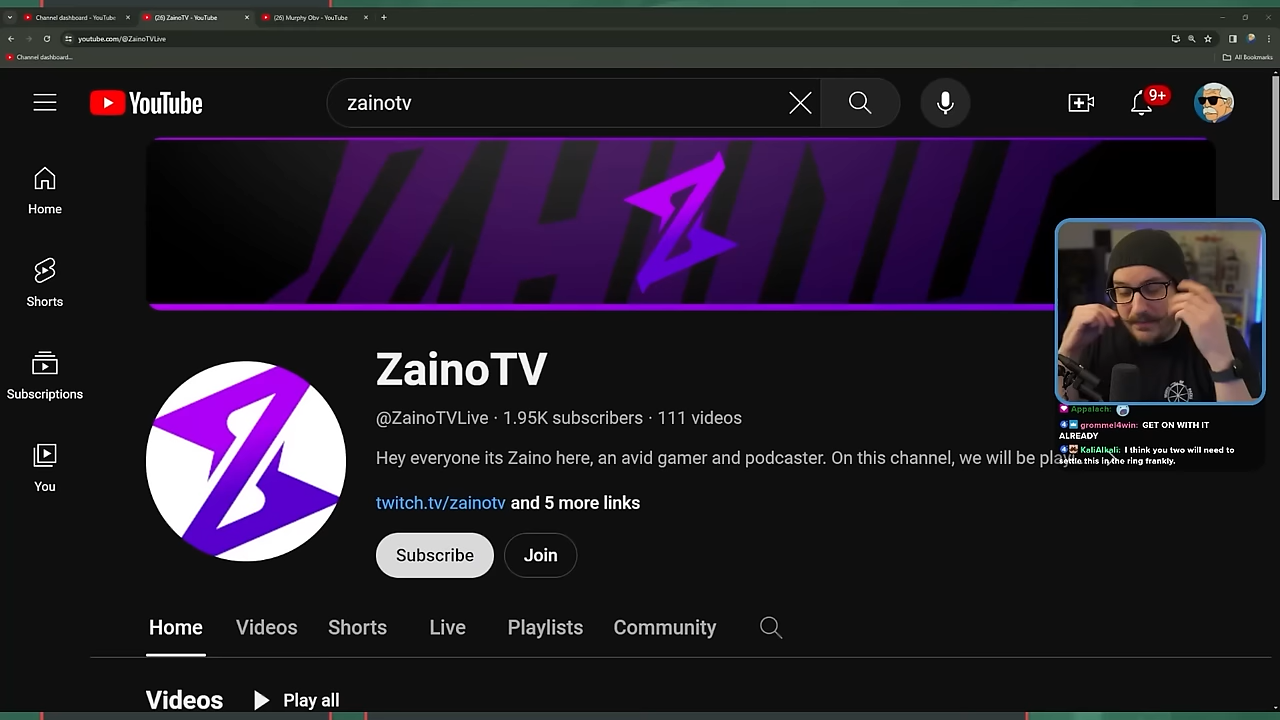 Channel dashboard - YouTube
(26) ZainoTV - YouTube
(26) Murphy Obv - YouTube
youtube.com/@ZainoTVLive
Channel dashboard...
All Bookmarks
YouTube
zainotv
9+
Home
Shorts
Subscriptions
You
ZainoTV
@ZainoTVLive · 1.95K subscribers · 111 videos
Hey everyone its Zaino here, an avid gamer and podcaster. On this channel, we will be
twitch.tv/zainotv and 5 more links
Subscribe
Join
Appalach:
grommel4win: GET ON WITH IT
ALREADY
KaliAlkali: I think you two will need to
settle this in the ring frankly.
Home
Videos
Shorts
Live
Playlists
Community
Videos
Play all